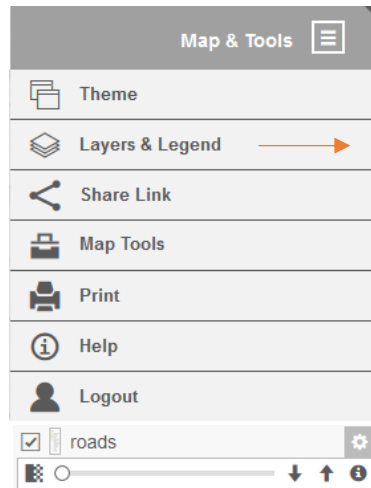 Map & Tools
Theme
Layers & Legend
Share Link
Map Tools
Print
Help
Logout
roads